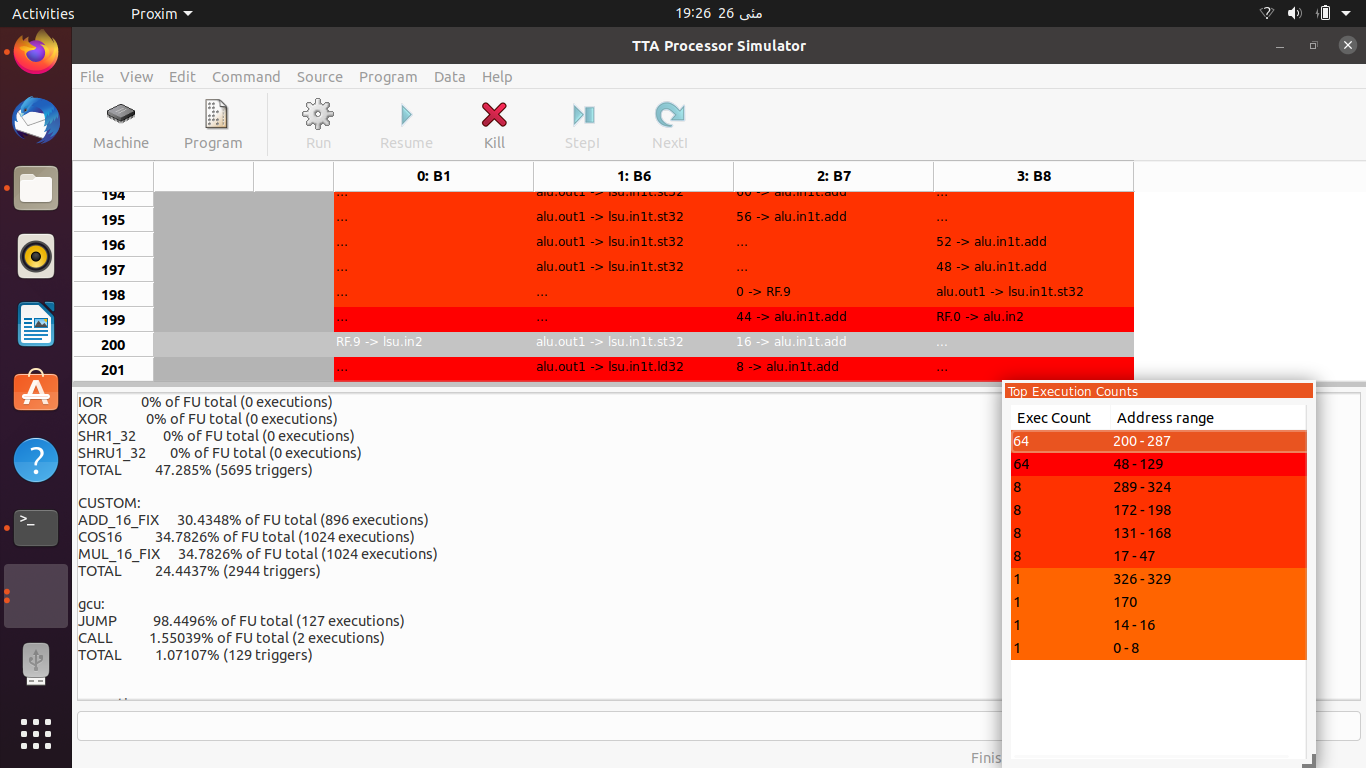 Activities Proxim 19:26 26 مئی
TTA Processor Simulator
File View Edit Command Source Program Data Help
Machine Program Run Resume Kill StepI NextI
0: B1 1: B6 2: B7 3: B8
194 ... alu.out1 -> lsu.in1t.st32 60 -> alu.in1t.add ...
195 ... alu.out1 -> lsu.in1t.st32 56 -> alu.in1t.add ...
196 ... alu.out1 -> lsu.in1t.st32 ... 52 -> alu.in1t.add
197 ... alu.out1 -> lsu.in1t.st32 ... 48 -> alu.in1t.add
198 ... ... 0 -> RF.9 alu.out1 -> lsu.in1t.st32
199 ... ... 44 -> alu.in1t.add RF.0 -> alu.in2
200 RF.9 -> lsu.in2 alu.out1 -> lsu.in1t.st32 16 -> alu.in1t.add ...
201 ... alu.out1 -> lsu.in1t.ld32 8 -> alu.in1t.add ...
IOR 0% of FU total (0 executions)
XOR 0% of FU total (0 executions)
SHR1_32 0% of FU total (0 executions)
SHRU1_32 0% of FU total (0 executions)
TOTAL 47.285% (5695 triggers)
CUSTOM:
ADD_16_FIX 30.4348% of FU total (896 executions)
COS16 34.7826% of FU total (1024 executions)
MUL_16_FIX 34.7826% of FU total (1024 executions)
TOTAL 24.4437% (2944 triggers)
gcu:
JUMP 98.4496% of FU total (127 executions)
CALL 1.55039% of FU total (2 executions)
TOTAL 1.07107% (129 triggers)
Top Execution Counts
Exec Count Address range
64 200 - 287
64 48 - 129
8 289 - 324
8 172 - 198
8 131 - 168
8 17 - 47
1 326 - 329
1 170
1 14 - 16
1 0 - 8
Finis